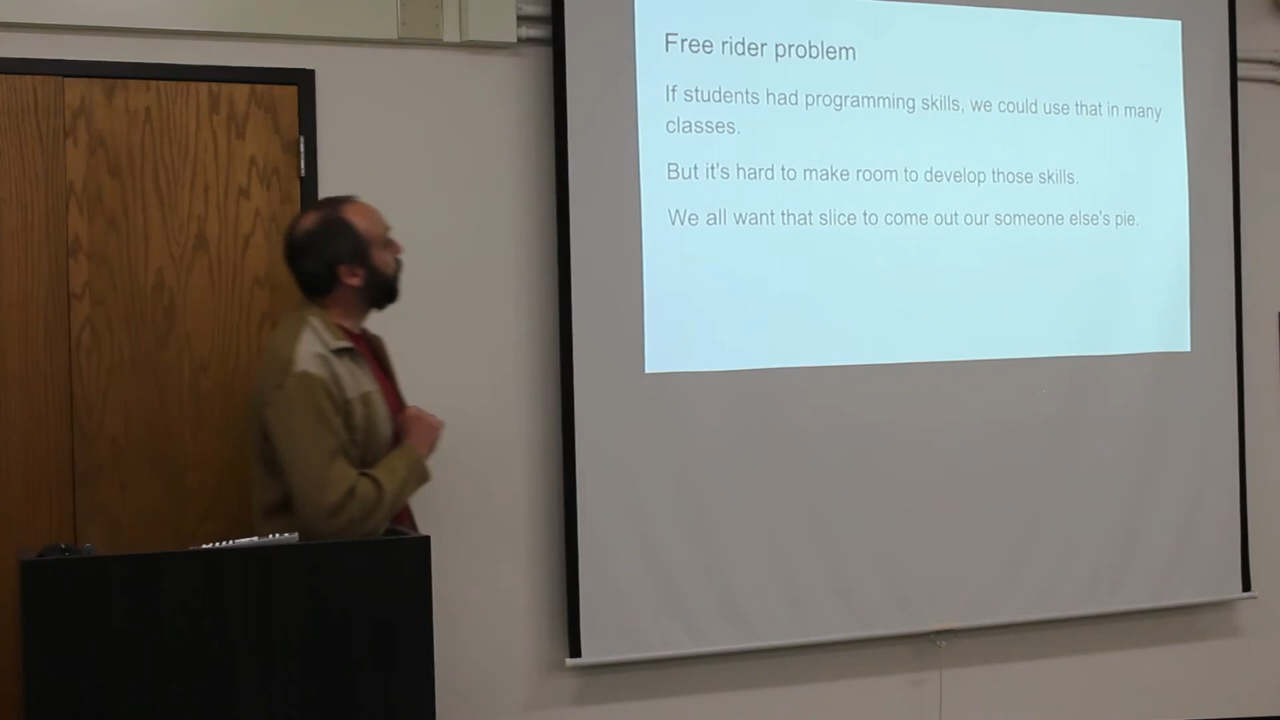 Free rider problem
If students had programming skills, we could use that in many
classes.
But it's hard to make room to develop those skills.
We all want that slice to come out our someone else's pie.